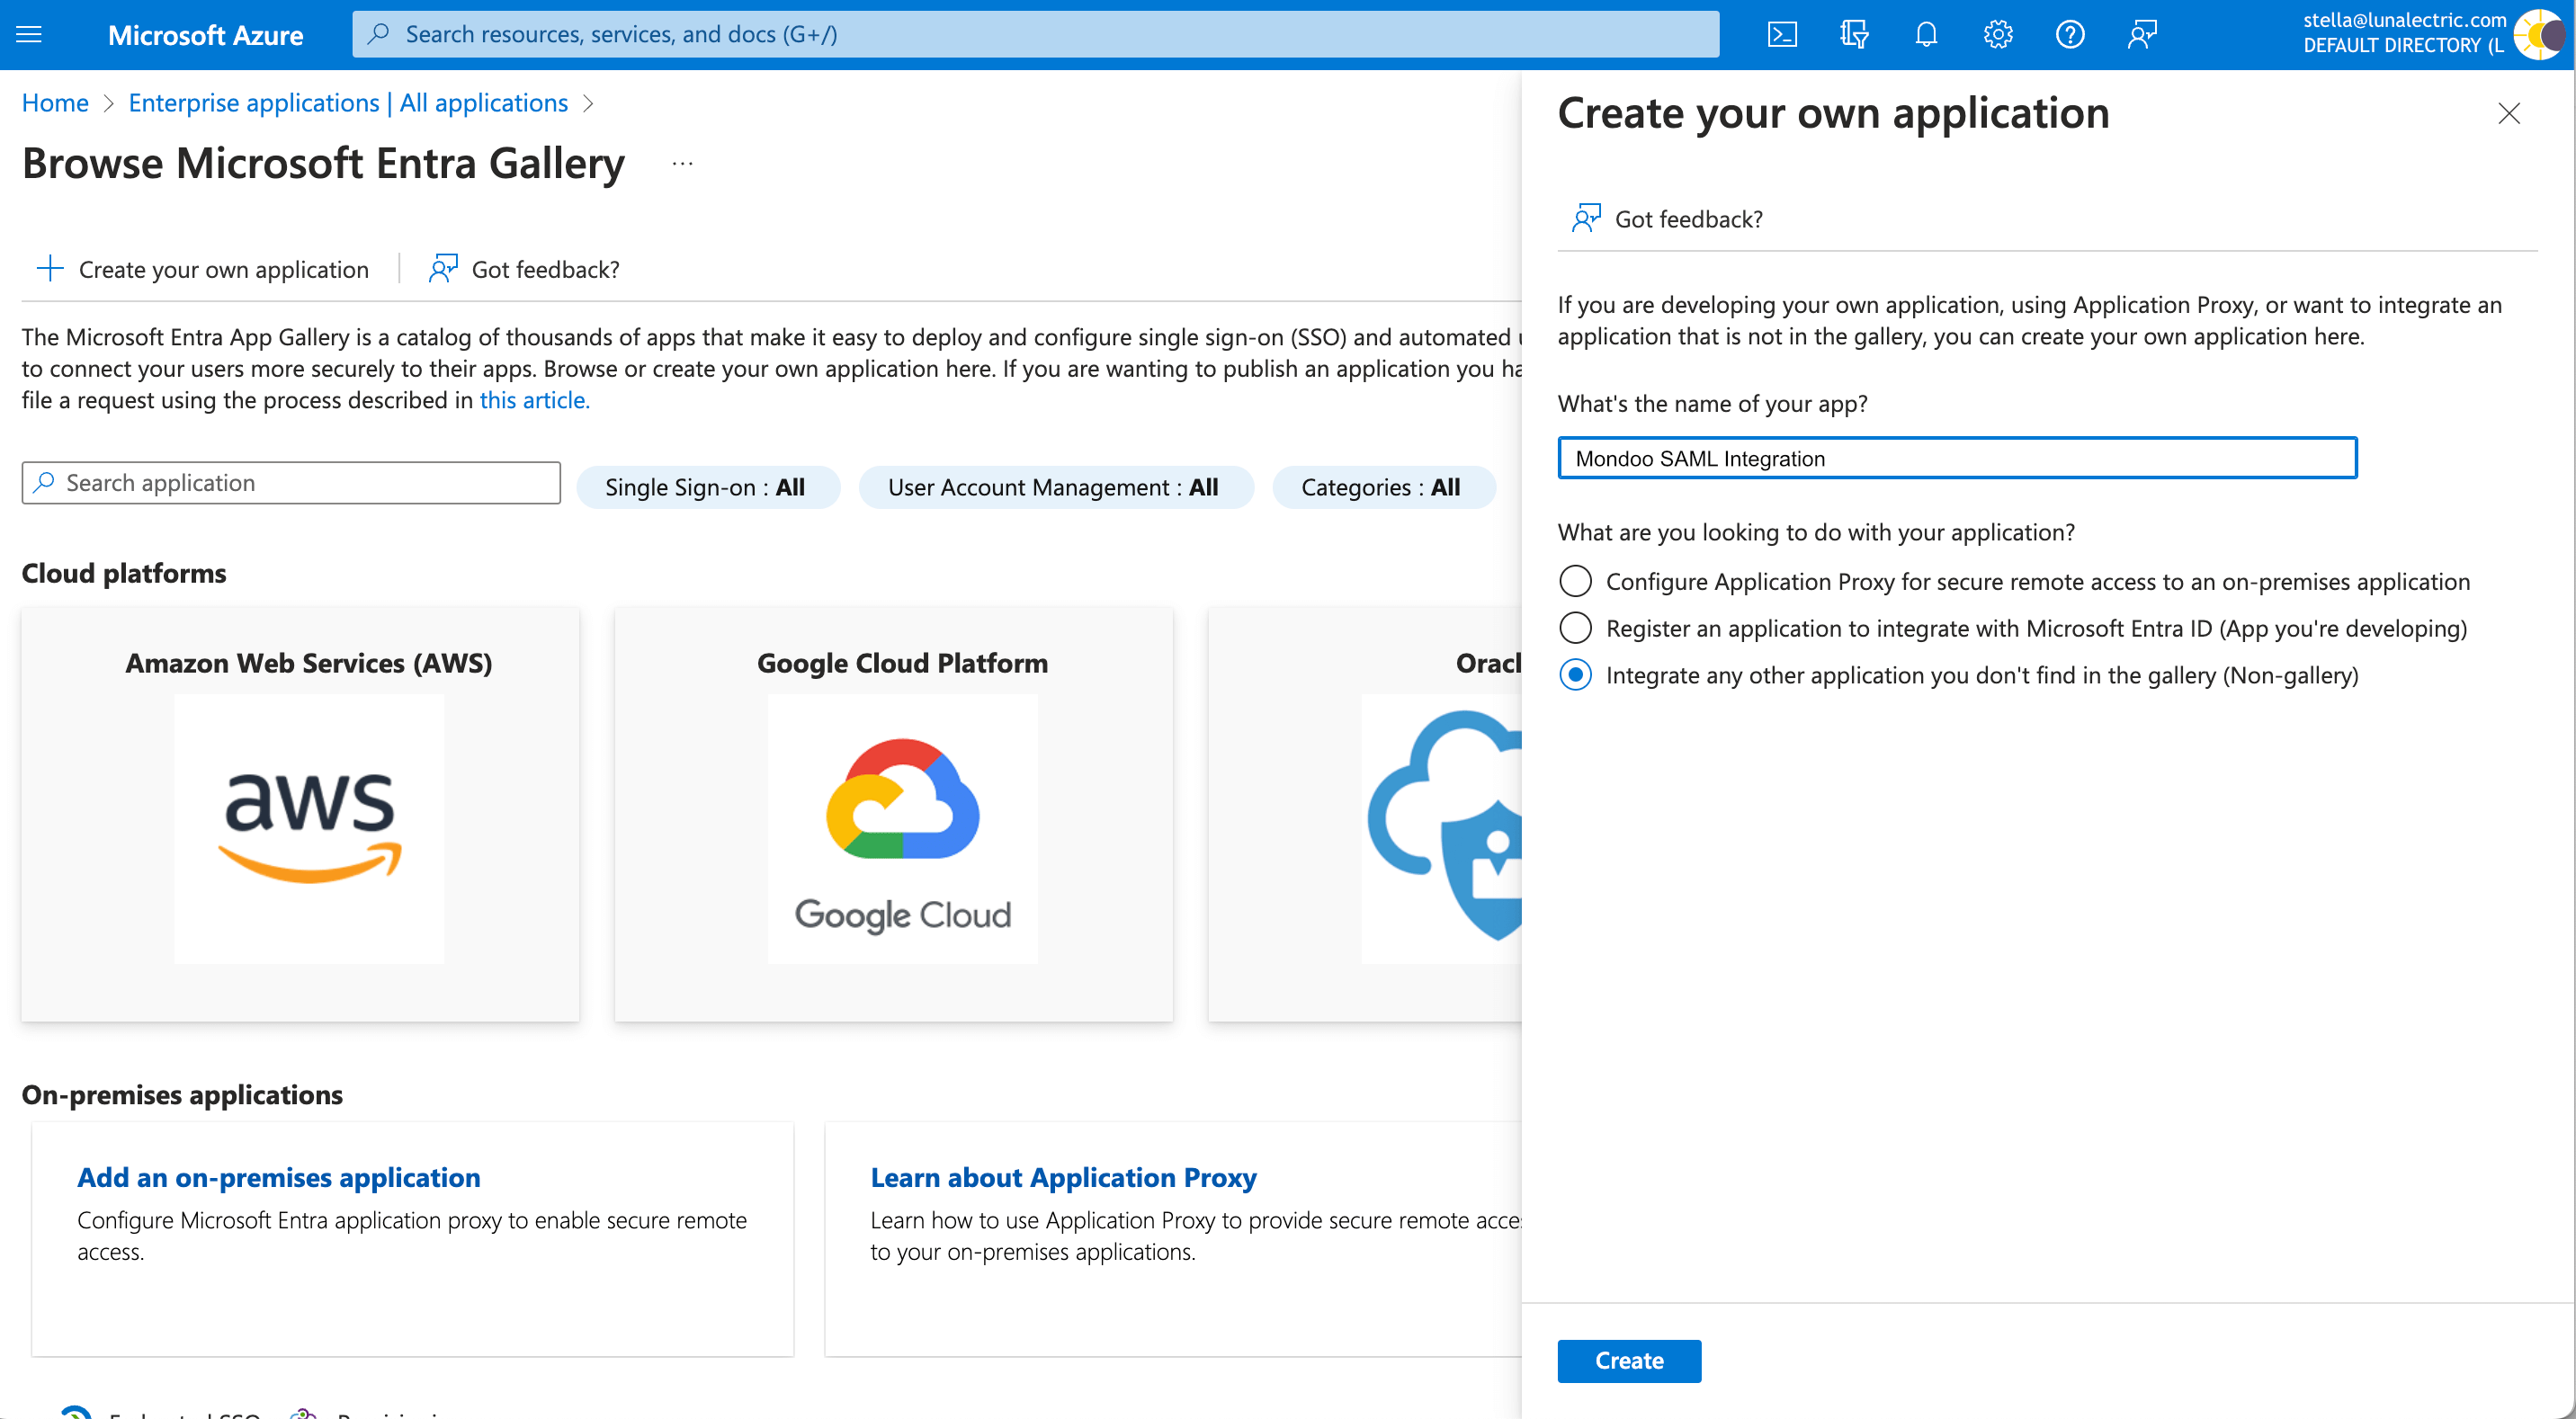 Microsoft Azure
Search resources, services, and docs (G+/)
stella@lunalectric.com
DEFAULT DIRECTORY (L
Home > Enterprise applications | All applications >
Browse Microsoft Entra Gallery ...
Create your own application
Got feedback?
The Microsoft Entra App Gallery is a catalog of thousands of apps that make it easy to deploy and configure single sign-on (SSO) and automated
to connect your users more securely to their apps. Browse or create your own application here. If you are wanting to publish an application you
file a request using the process described in this article.
Search application
Single Sign-on : All
User Account Management : All
Categories : All
Cloud platforms
Amazon Web Services (AWS)
aws
Google Cloud Platform
Google Cloud
On-premises applications
Add an on-premises application
Configure Microsoft Entra application proxy to enable secure remote
access.
Learn about Application Proxy
Learn how to use Application Proxy to provide secure remote
to your on-premises applications.
Create your own application
Got feedback?
If you are developing your own application, using Application Proxy, or want to integrate an
application that is not in the gallery, you can create your own application here.
What's the name of your app?
Mondoo SAML Integration
What are you looking to do with your application?
Configure Application Proxy for secure remote access to an on-premises application
Register an application to integrate with Microsoft Entra ID (App you're developing)
Integrate any other application you don't find in the gallery (Non-gallery)
Create